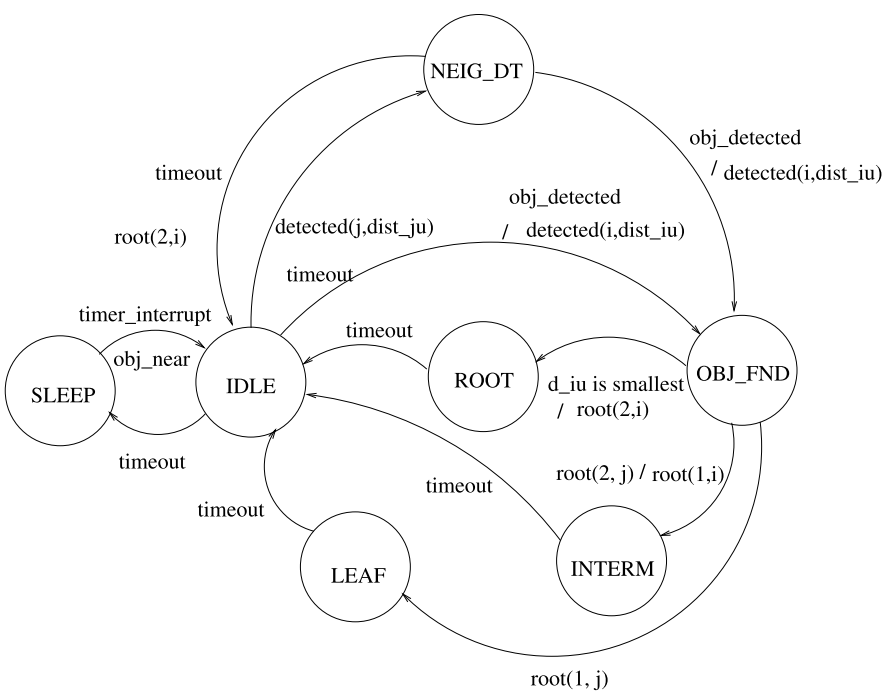 NEIG_DT
obj_detected
/ detected(i,dist_iu)
timeout
obj_detected
root(2,i)
detected(j,dist_ju)
/ detected(i,dist_iu)
timeout
timer_interrupt
timeout
obj_near
SLEEP
IDLE
ROOT
OBJ_FND
d_iu is smallest
/ root(2,i)
timeout
root(2, j) / root(1,i)
timeout
timeout
LEAF
INTERM
root(1, j)